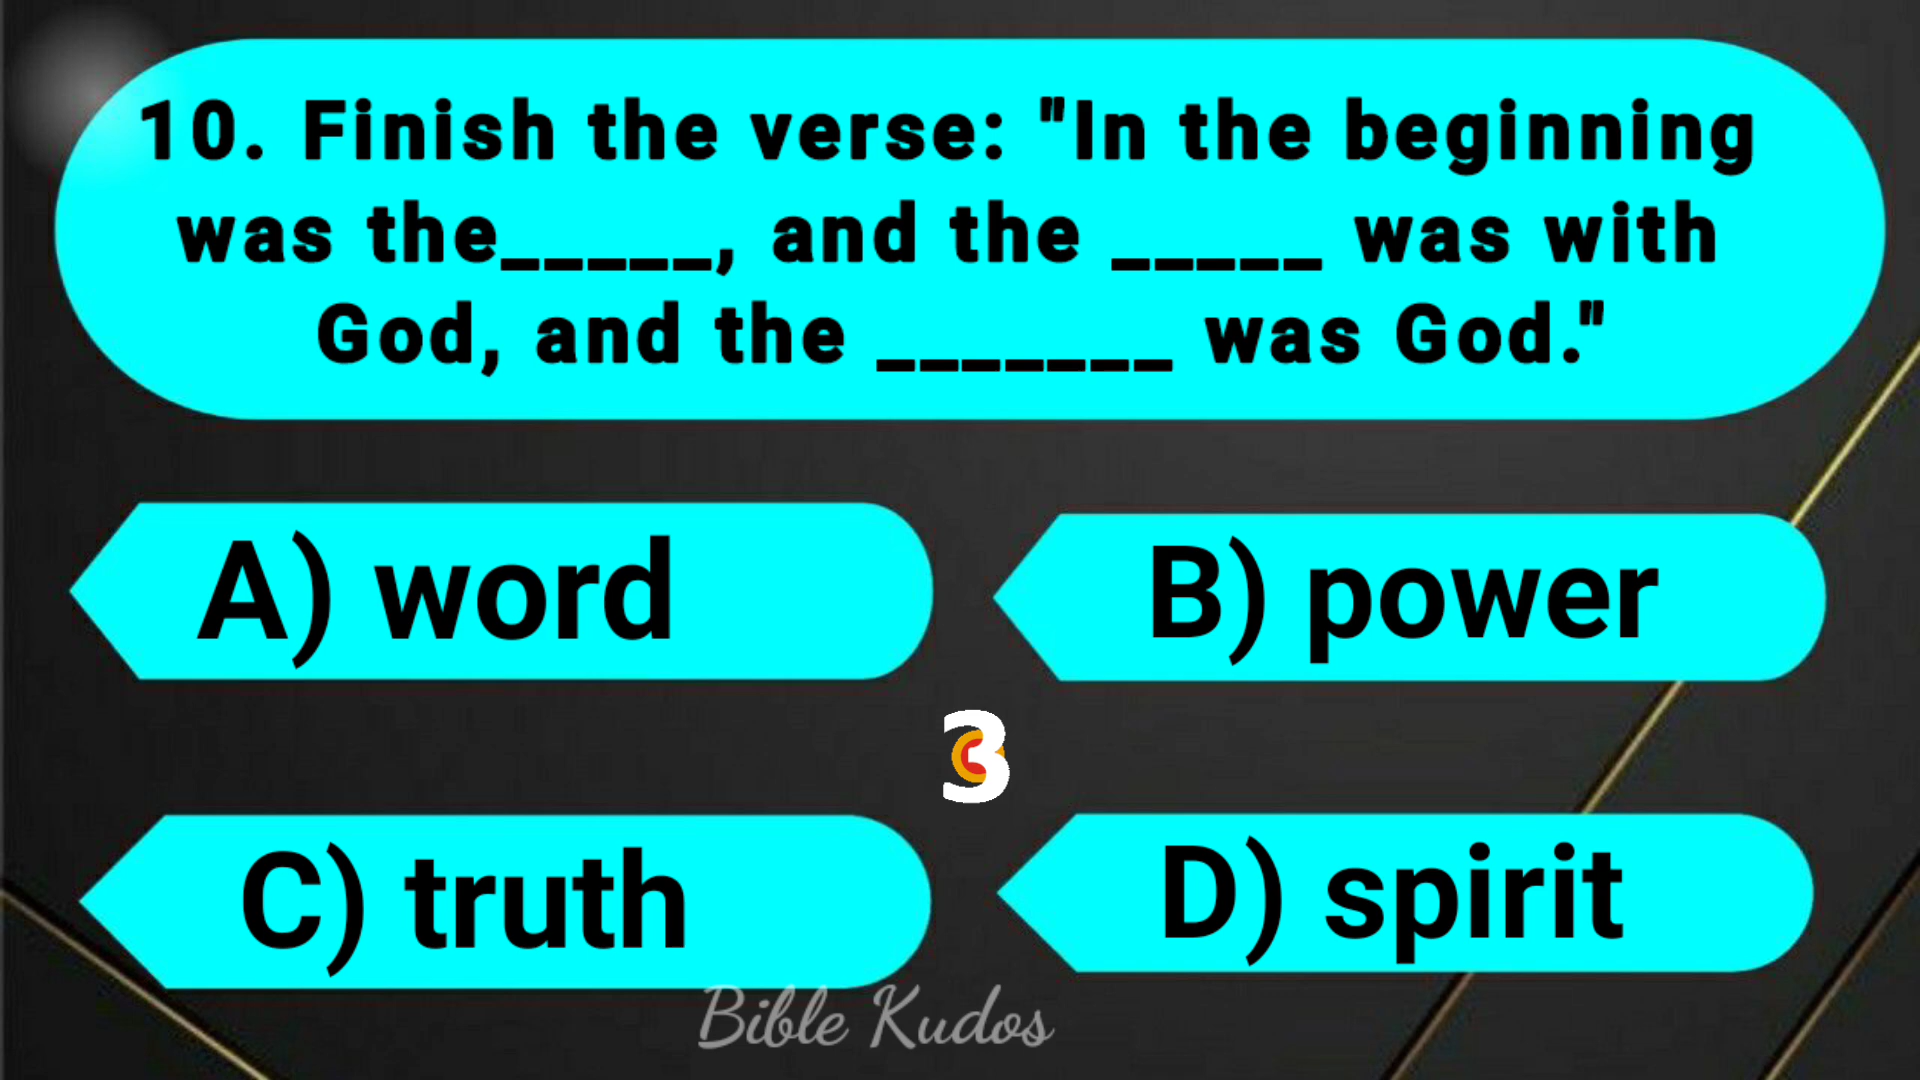 10. Finish the verse: "In the beginning
was the_____, and the _____ was with
God, and the _______ was God."
A) word
B) power
3
C) truth
D) spirit
Bible Kudos